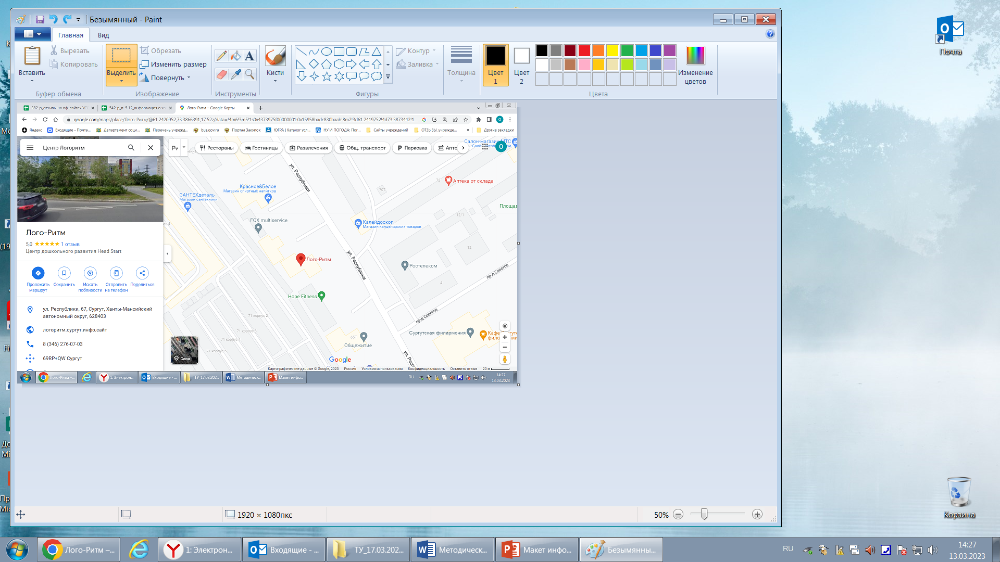 Безымянный - Paint
Главная
Вид
Вставить
Вырезать
Копировать
Буфер обмена
Выделить
Обрезать
Изменить размер
Повернуть
Изображение
Инструменты
Кисти
Фигуры
Контур
Заливка
Толщина
Цвет
1
Цвет
2
Изменение
цветов
Цвета
Почта
382-р_отзывы на оф. сайтах УС
542-р_п. 5.12_информация о хо
Лого-Ритм – Google Карты
google.com/maps/place/Лого-Ритм/@61.2420952,73.3866391,17.52z/data=!4m6!3m5!1s0x4373975f00000001:0x15958badc830baab!8m2!3d61.2419752!4d73.3873442!1...
Яндекс
Входящие - Почта...
Департамент соци...
Перечень учрежд...
bus.gov.ru
Портал Закупок
ЮГРА | Каталог усл...
НУ И ПОГОДА: Пог...
Сайты учреждений
ОТЗЫВЫ_учрежде...
»
Другие закладки
Центр Логоритм
Рестораны
Гостиницы
Развлечения
Общ. транспорт
Парковка
Апте
Салон-магазин МТС
О
Лого-Ритм
5,0 1 отзыв
Центр дошкольного развития Head Start
Проложить
маршрут
Сохранить
Искать
поблизости
Отправить
на телефон
Поделиться
ул. Республики, 67, Сургут, Ханты-Мансийский
автономный округ, 628403
логоритм.сургут.инфо.сайт
8 (346) 276-07-03
69RP+QW Сургут
ул. Республики
Красное&Белое
Магазин спиртных напитков
САНТЕХдеталь
Магазин сантехники
FOX multiservice
72
70Т
Аптека от склада
Площад
12/1
Калейдоскоп
Магазин канцелярских товаров
12
ул. Республики
Лого-Ритм
Ростелеком
пр-д Советов
4
Hope Fitness
71 корпус 2
пр-д Советов
71 корпус 3
71 корпус 4
71 корпус 5
65Т
Общежитие
Сургутская филармония
Слои
Google
Картографические данные © Google, 2023
Россия
Условия использования
Конфиденциальность
Оставить отзыв
20 м
Лого-Ритм –...
1: Электрон...
Входящие - ...
ТУ_17.03.202...
Методическ...
Макет инфо...
RU
14:27
13.03.2023
1920 × 1080пкс
50%
Корзина
Лого-Ритм –...
1: Электрон...
Входящие - ...
ТУ_17.03.202...
Методическ...
Макет инфо...
Безымянны...
RU
14:27
13.03.2023